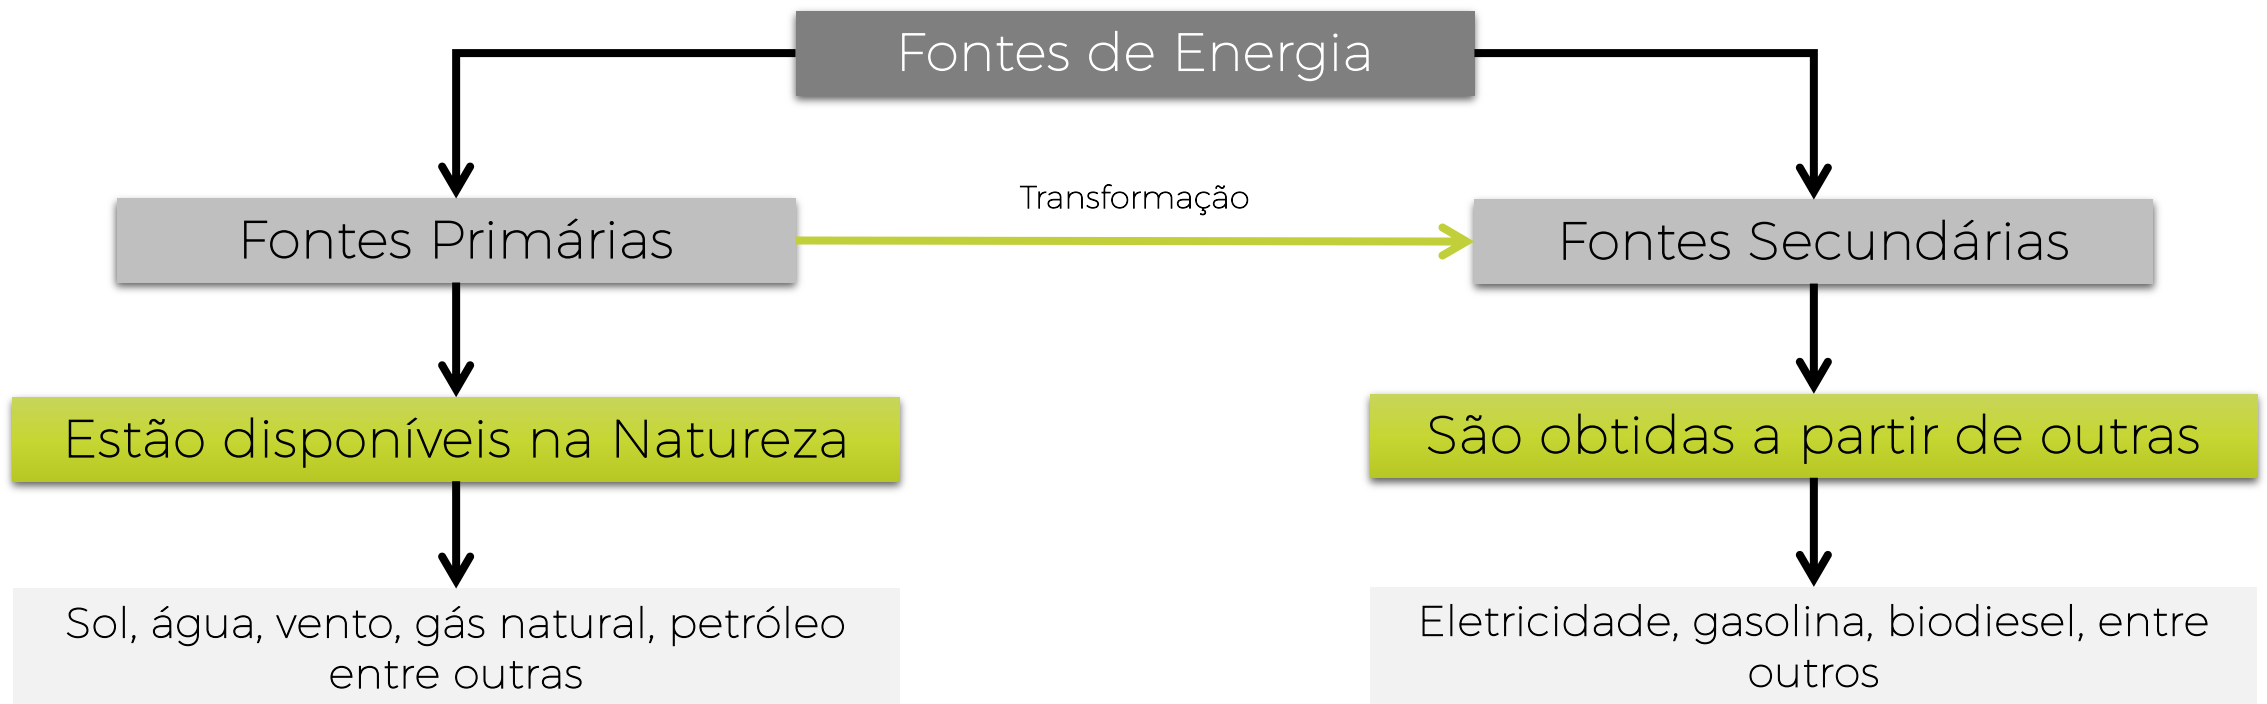 Fontes de Energia
Transformação
Fontes Primárias
Fontes Secundárias
Estão disponíveis na Natureza
São obtidas a partir de outras
Sol, água, vento, gás natural, petróleo
entre outras
Eletricidade, gasolina, biodiesel, entre
outros